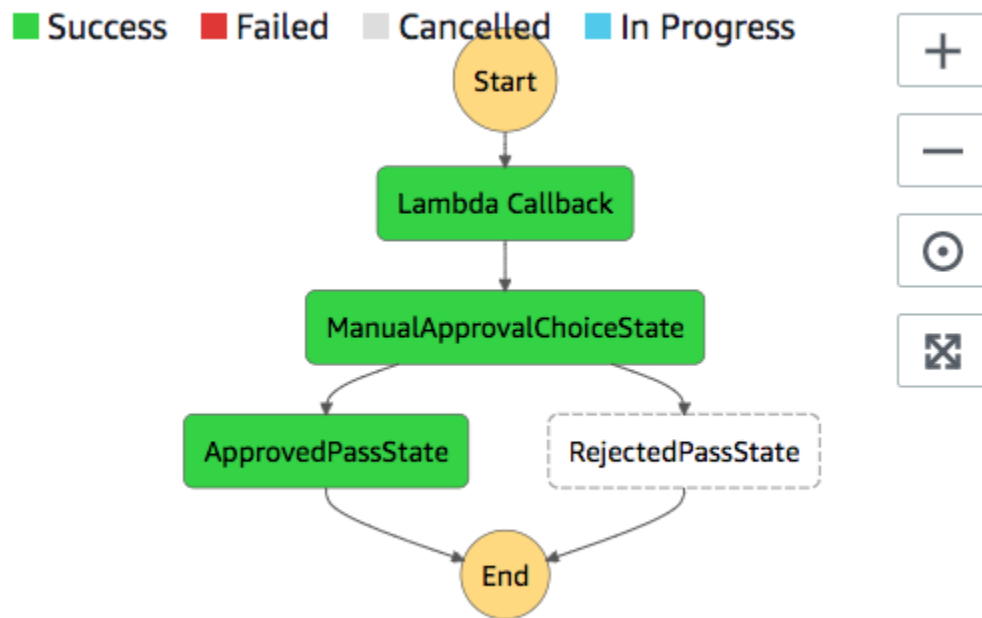 Success Failed Cancelled In Progress
Start
Lambda Callback
ManualApprovalChoiceState
ApprovedPassState RejectedPassState
End